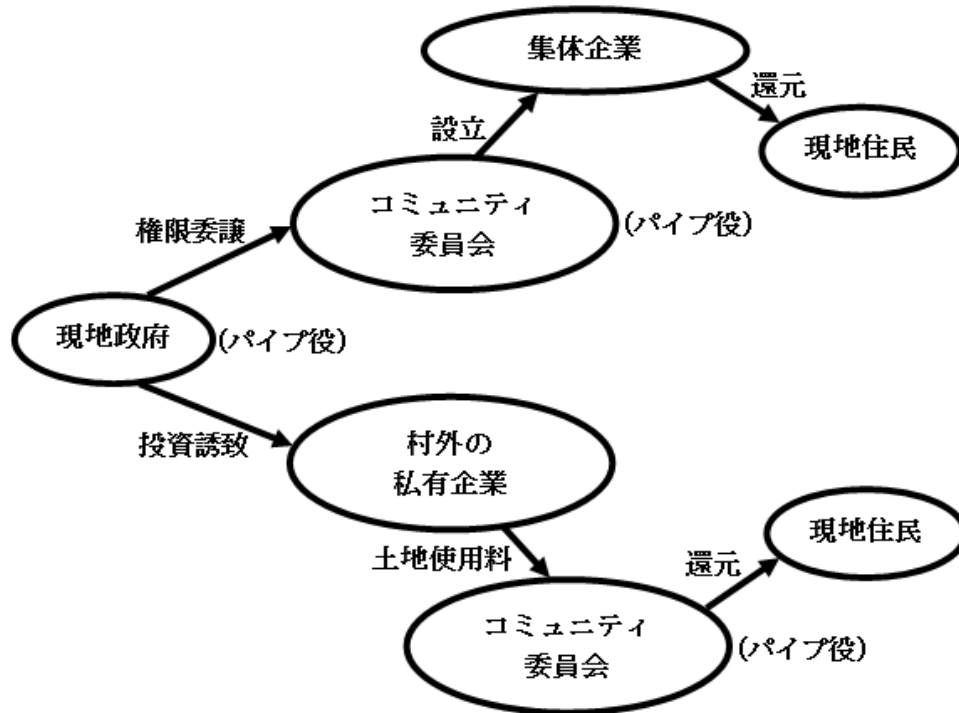 集体企業
還元
現地住民
設立
コミュニティ
委員会
(パイプ役)
権限委譲
現地政府
(パイプ役)
投資誘致
村外の
私有企業
土地使用料
還元
現地住民
コミュニティ
委員会
(パイプ役)